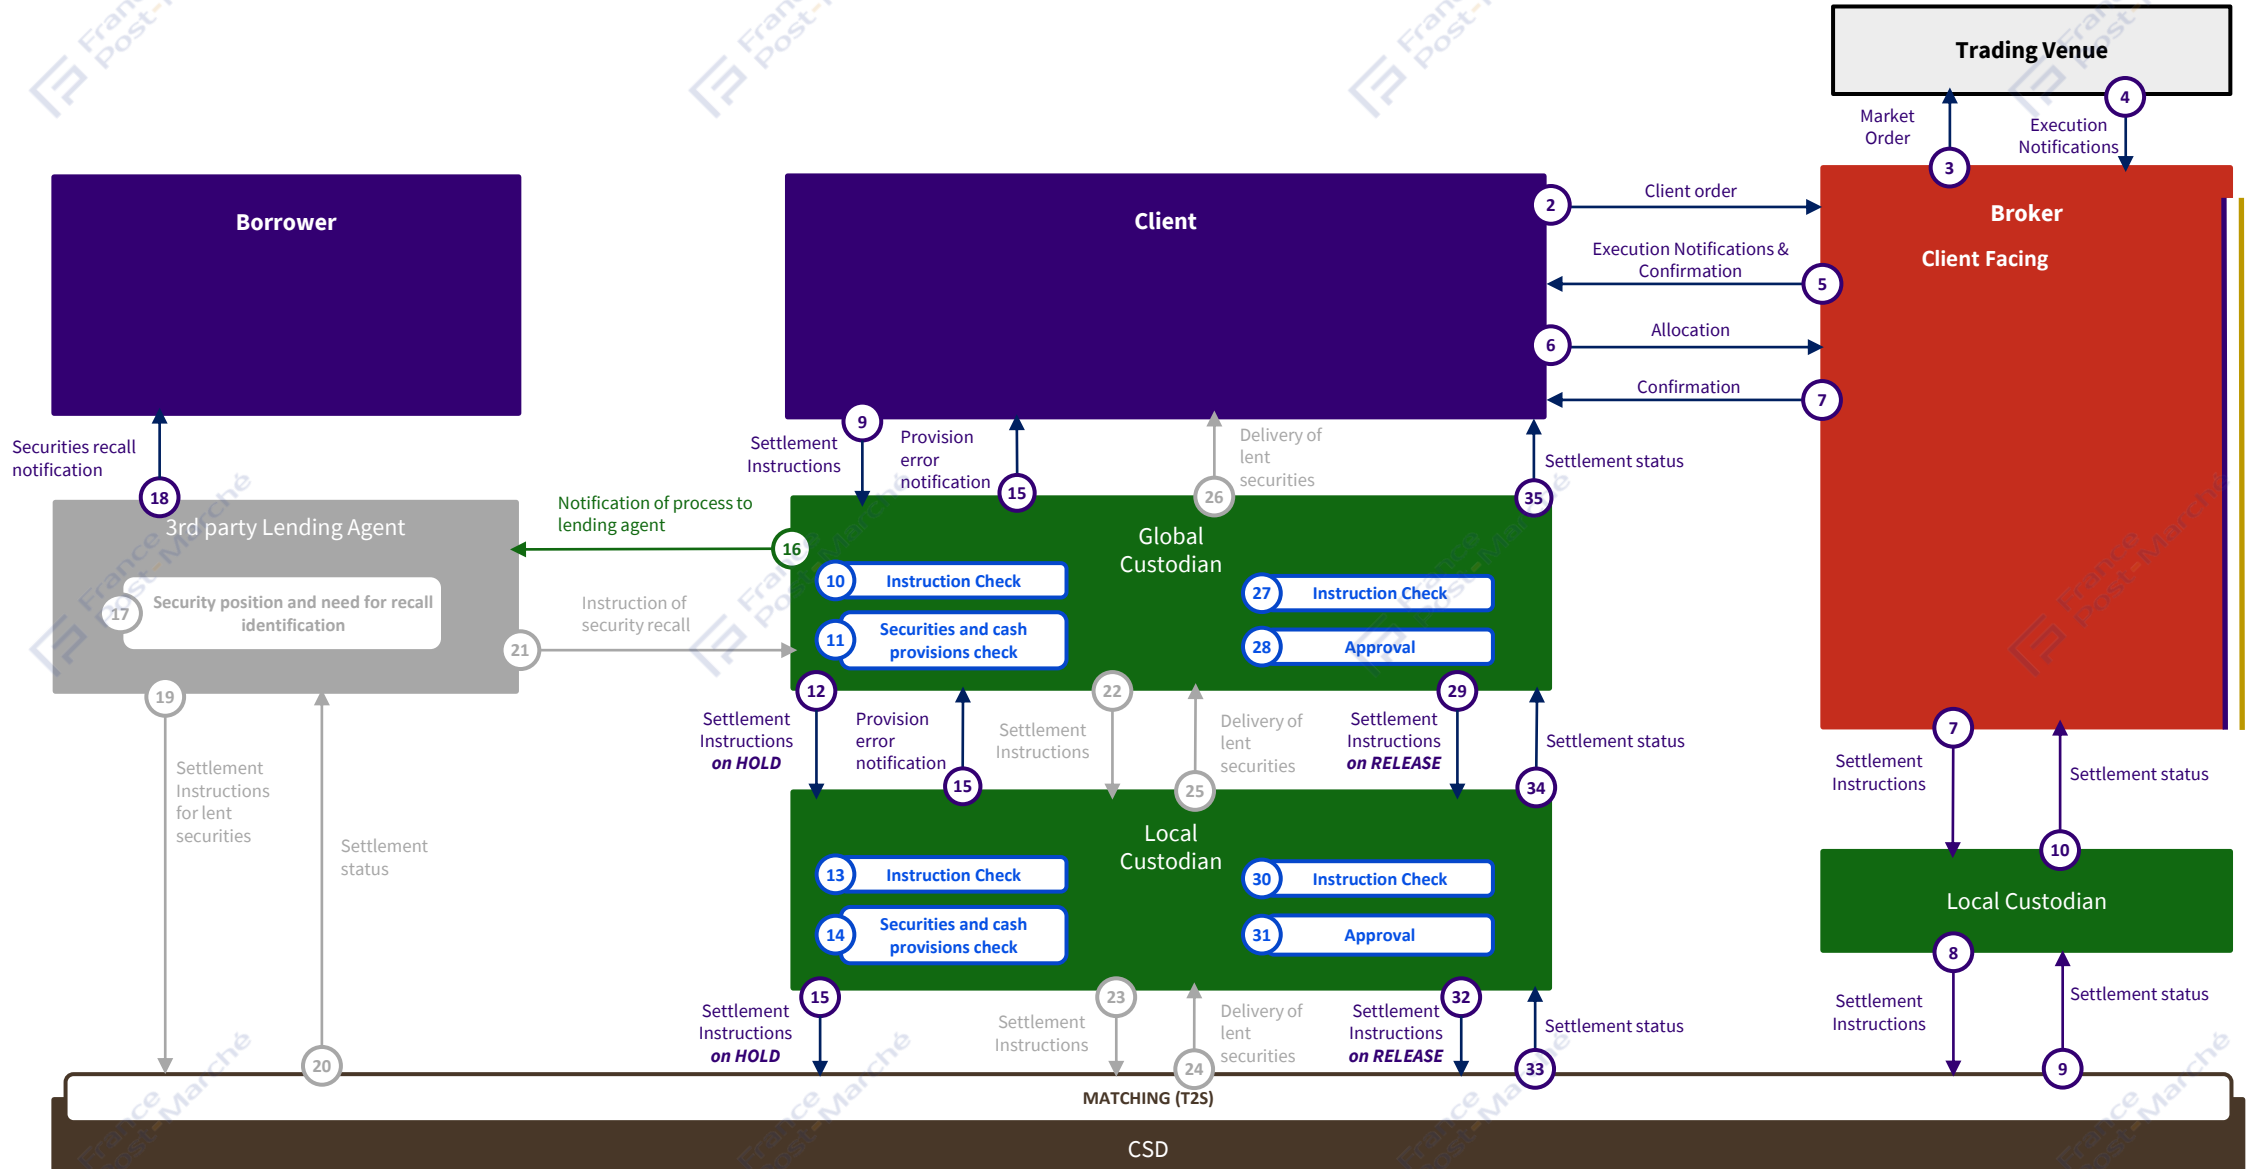 Trading Venue
4
Market
Order
Execution
Notifications
3
Borrower
Client
2
Client order
Broker
Client Facing
Execution Notifications &
Confirmation
5
Allocation
6
Confirmation
7
9
Settlement
Instructions
Provision
error
notification
15
Delivery of
lent
securities
26
Settlement status
35
Securities recall
notification
18
3rd party Lending Agent
17
Security position and need for recall
identification
Notification of process to
lending agent
16
Instruction of
security recall
21
Global
Custodian
10
Instruction Check
11
Securities and cash
provisions check
27
Instruction Check
28
Approval
19
Settlement
Instructions
for lent
securities
Settlement
status
20
12
Settlement
Instructions
on HOLD
Provision
error
notification
15
22
Settlement
Instructions
Delivery of
lent
securities
25
29
Settlement
Instructions
on RELEASE
Settlement status
34
7
Settlement
Instructions
Settlement status
10
Local
Custodian
13
Instruction Check
14
Securities and cash
provisions check
30
Instruction Check
31
Approval
Local Custodian
15
Settlement
Instructions
on HOLD
23
Settlement
Instructions
Delivery of
lent
securities
24
32
Settlement
Instructions
on RELEASE
Settlement status
33
8
Settlement
Instructions
Settlement status
9
MATCHING (T2S)
CSD
France
Post-Marché